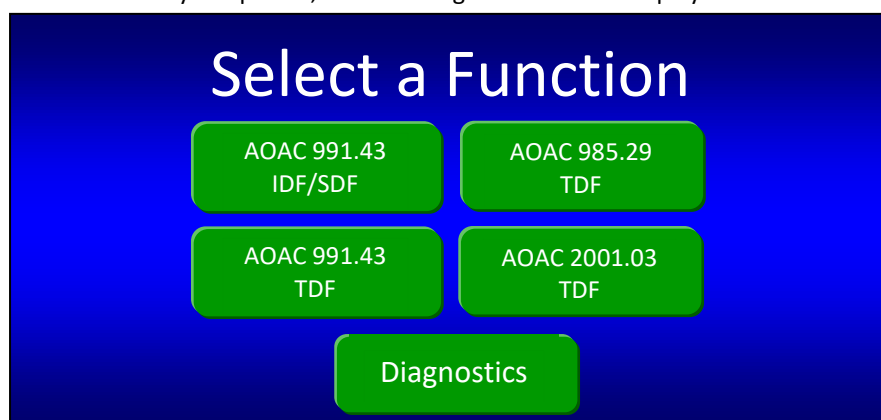 Select a Function
AOAC 991.43
IDF/SDF
AOAC 985.29
TDF
AOAC 991.43
TDF
AOAC 2001.03
TDF
Diagnostics